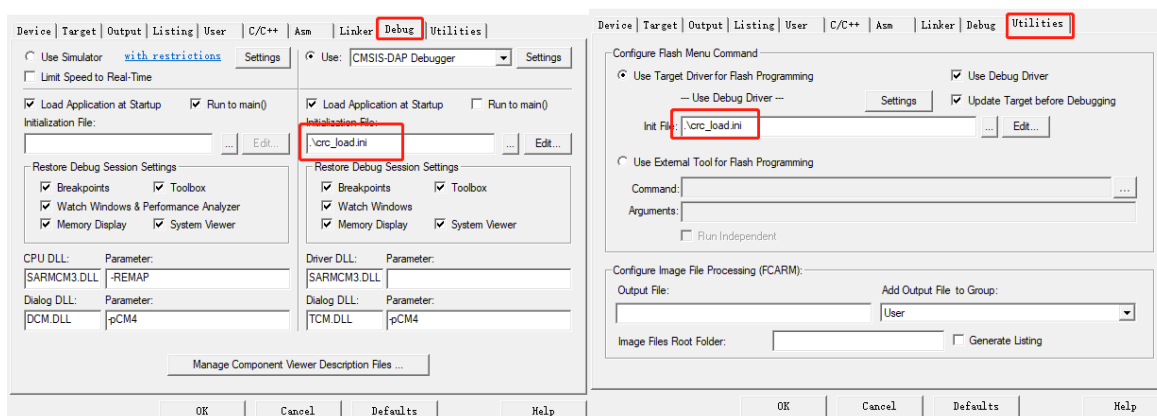 Device Target Output Listing User C/C++ Asm Linker Debug Utilities
Use Simulator with restrictions Settings
Limit Speed to Real-Time
Load Application at Startup Run to main()
Initialization File:
... Edit...
Restore Debug Session Settings
Breakpoints Toolbox
Watch Windows & Performance Analyzer
Memory Display System Viewer
CPU DLL: Parameter:
SARMCM3.DLL -REMAP
Dialog DLL: Parameter:
DCM.DLL -pCM4
Use: CMSIS-DAP Debugger Settings
Load Application at Startup Run to main()
Initialization File:
.\crc_load.ini ... Edit...
Restore Debug Session Settings
Breakpoints Toolbox
Watch Windows
Memory Display System Viewer
Driver DLL: Parameter:
SARMCM3.DLL
Dialog DLL: Parameter:
TCM.DLL -pCM4
Manage Component Viewer Description Files ...
OK Cancel Defaults Help
Device Target Output Listing User C/C++ Asm Linker Debug Utilities
Configure Flash Menu Command
Use Target Driver for Flash Programming Use Debug Driver
--- Use Debug Driver --- Settings Update Target before Debugging
Init File: .\crc_load.ini ... Edit...
Use External Tool for Flash Programming
Command: ...
Arguments:
Run Independent
Configure Image File Processing (FCARM):
Output File: Add Output File to Group:
User
Image Files Root Folder: Generate Listing
OK Cancel Defaults Help